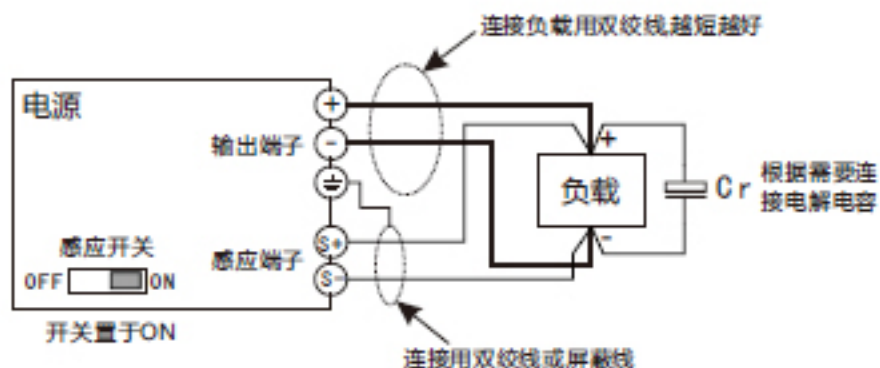 连接负载用双绞线,越短越好
电源
+
输出端子
-
感应开关
OFF ON
感应端子
S+
S-
开关置于ON
+
负载
-
Cr
根据需要连
接电解电容
连接用双绞线或屏蔽线